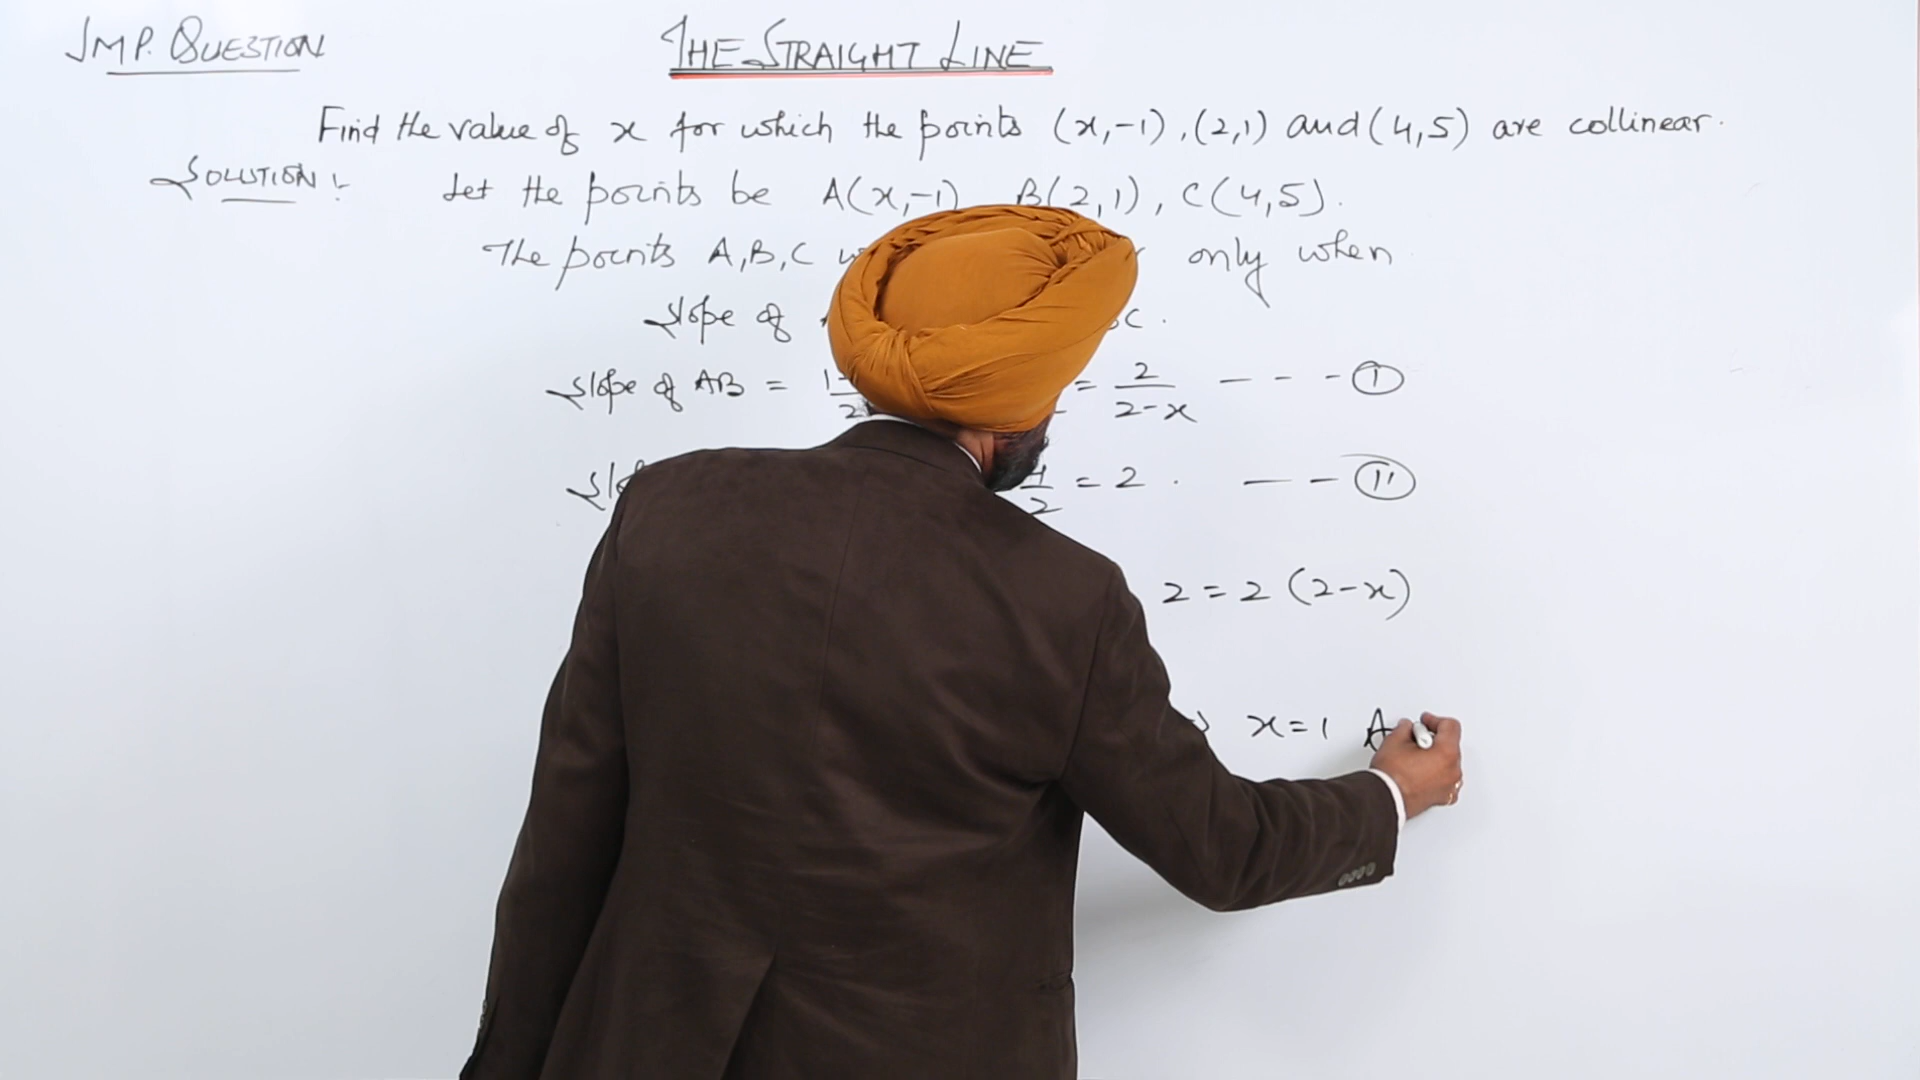 IMP. QUESTION
THE STRAIGHT LINE
Find the value of x for which the points (x,-1), (2,1) and (4,5) are collinear.
SOLUTION :-
Let the points be A(x,-1) B(2,1), C(4,5).
The points A,B,C only when
slope of C.
slope of AB = = 2/2-x - - - (I)
= 2 . - - (II)
2 = 2 (2-x)
x = 1 A